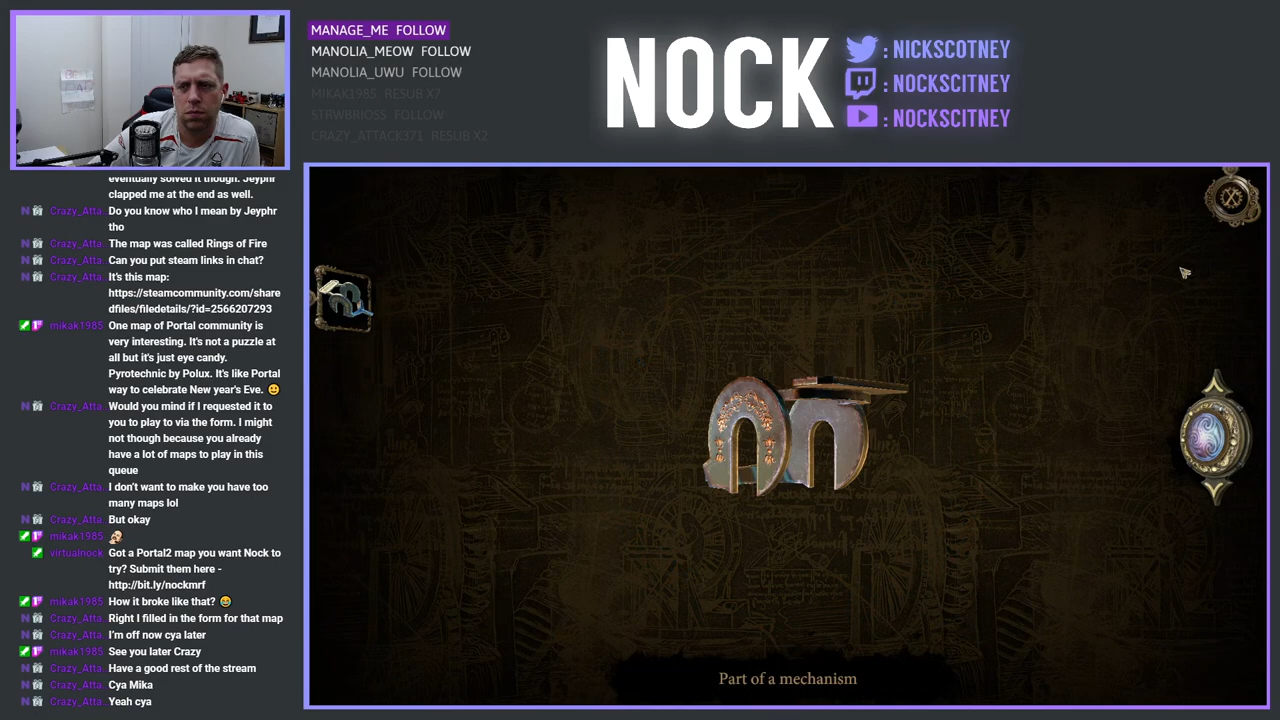 MANAGE_ME FOLLOW
MANOLIA_MEOW FOLLOW
MANOLIA_UWU FOLLOW
MIKAK1985 RESUB X7
STRWBRIOSS FOLLOW
CRAZY_ATTACK371 RESUB X2
NOCK
: NICKSCOTNEY
: NOCKSCITNEY
: NOCKSCITNEY
eventually solved it though. Jeyphr
clapped me at the end as well.
Crazy_Atta.. Do you know who I mean by Jeyphr
tho
Crazy_Atta.. The map was called Rings of Fire
Crazy_Atta.. Can you put steam links in chat?
Crazy_Atta.. It's this map:
https://steamcommunity.com/share
dfiles/filedetails/?id=2566207293
mikak1985 One map of Portal community is
very interesting. It's not a puzzle at
all but it's just eye candy.
Pyrotechnic by Polux. It's like Portal
way to celebrate New year's Eve. 🙂
Crazy_Atta.. Would you mind if I requested it to
you to play to via the form. I might
not though because you already
have a lot of maps to play in this
queue
Crazy_Atta.. I don't want to make you have too
many maps lol
Crazy_Atta.. But okay
mikak1985
virtualnock Got a Portal2 map you want Nock to
try? Submit them here -
http://bit.ly/nockmrf
mikak1985 How it broke like that? 😂
Crazy_Atta.. Right I filled in the form for that map
Crazy_Atta.. I'm off now cya later
mikak1985 See you later Crazy
Crazy_Atta.. Have a good rest of the stream
Crazy_Atta.. Cya Mika
Crazy_Atta.. Yeah cya
Part of a mechanism